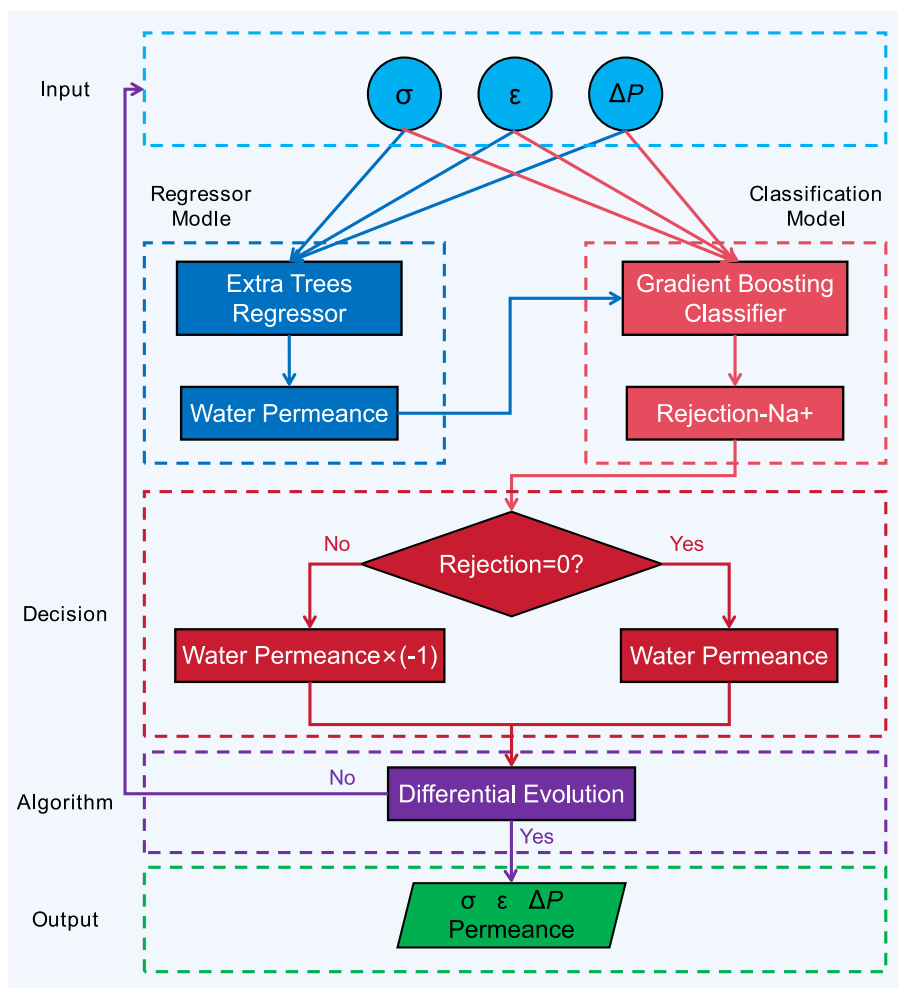 Input
σ
ε
ΔP
Regressor
Modle
Classification
Model
Extra Trees
Regressor
Gradient Boosting
Classifier
Water Permeance
Rejection-Na+
No
Yes
Rejection=0?
Decision
Water Permeance×(-1)
Water Permeance
No
Differential Evolution
Algorithm
Yes
Output
σ ε ΔP
Permeance